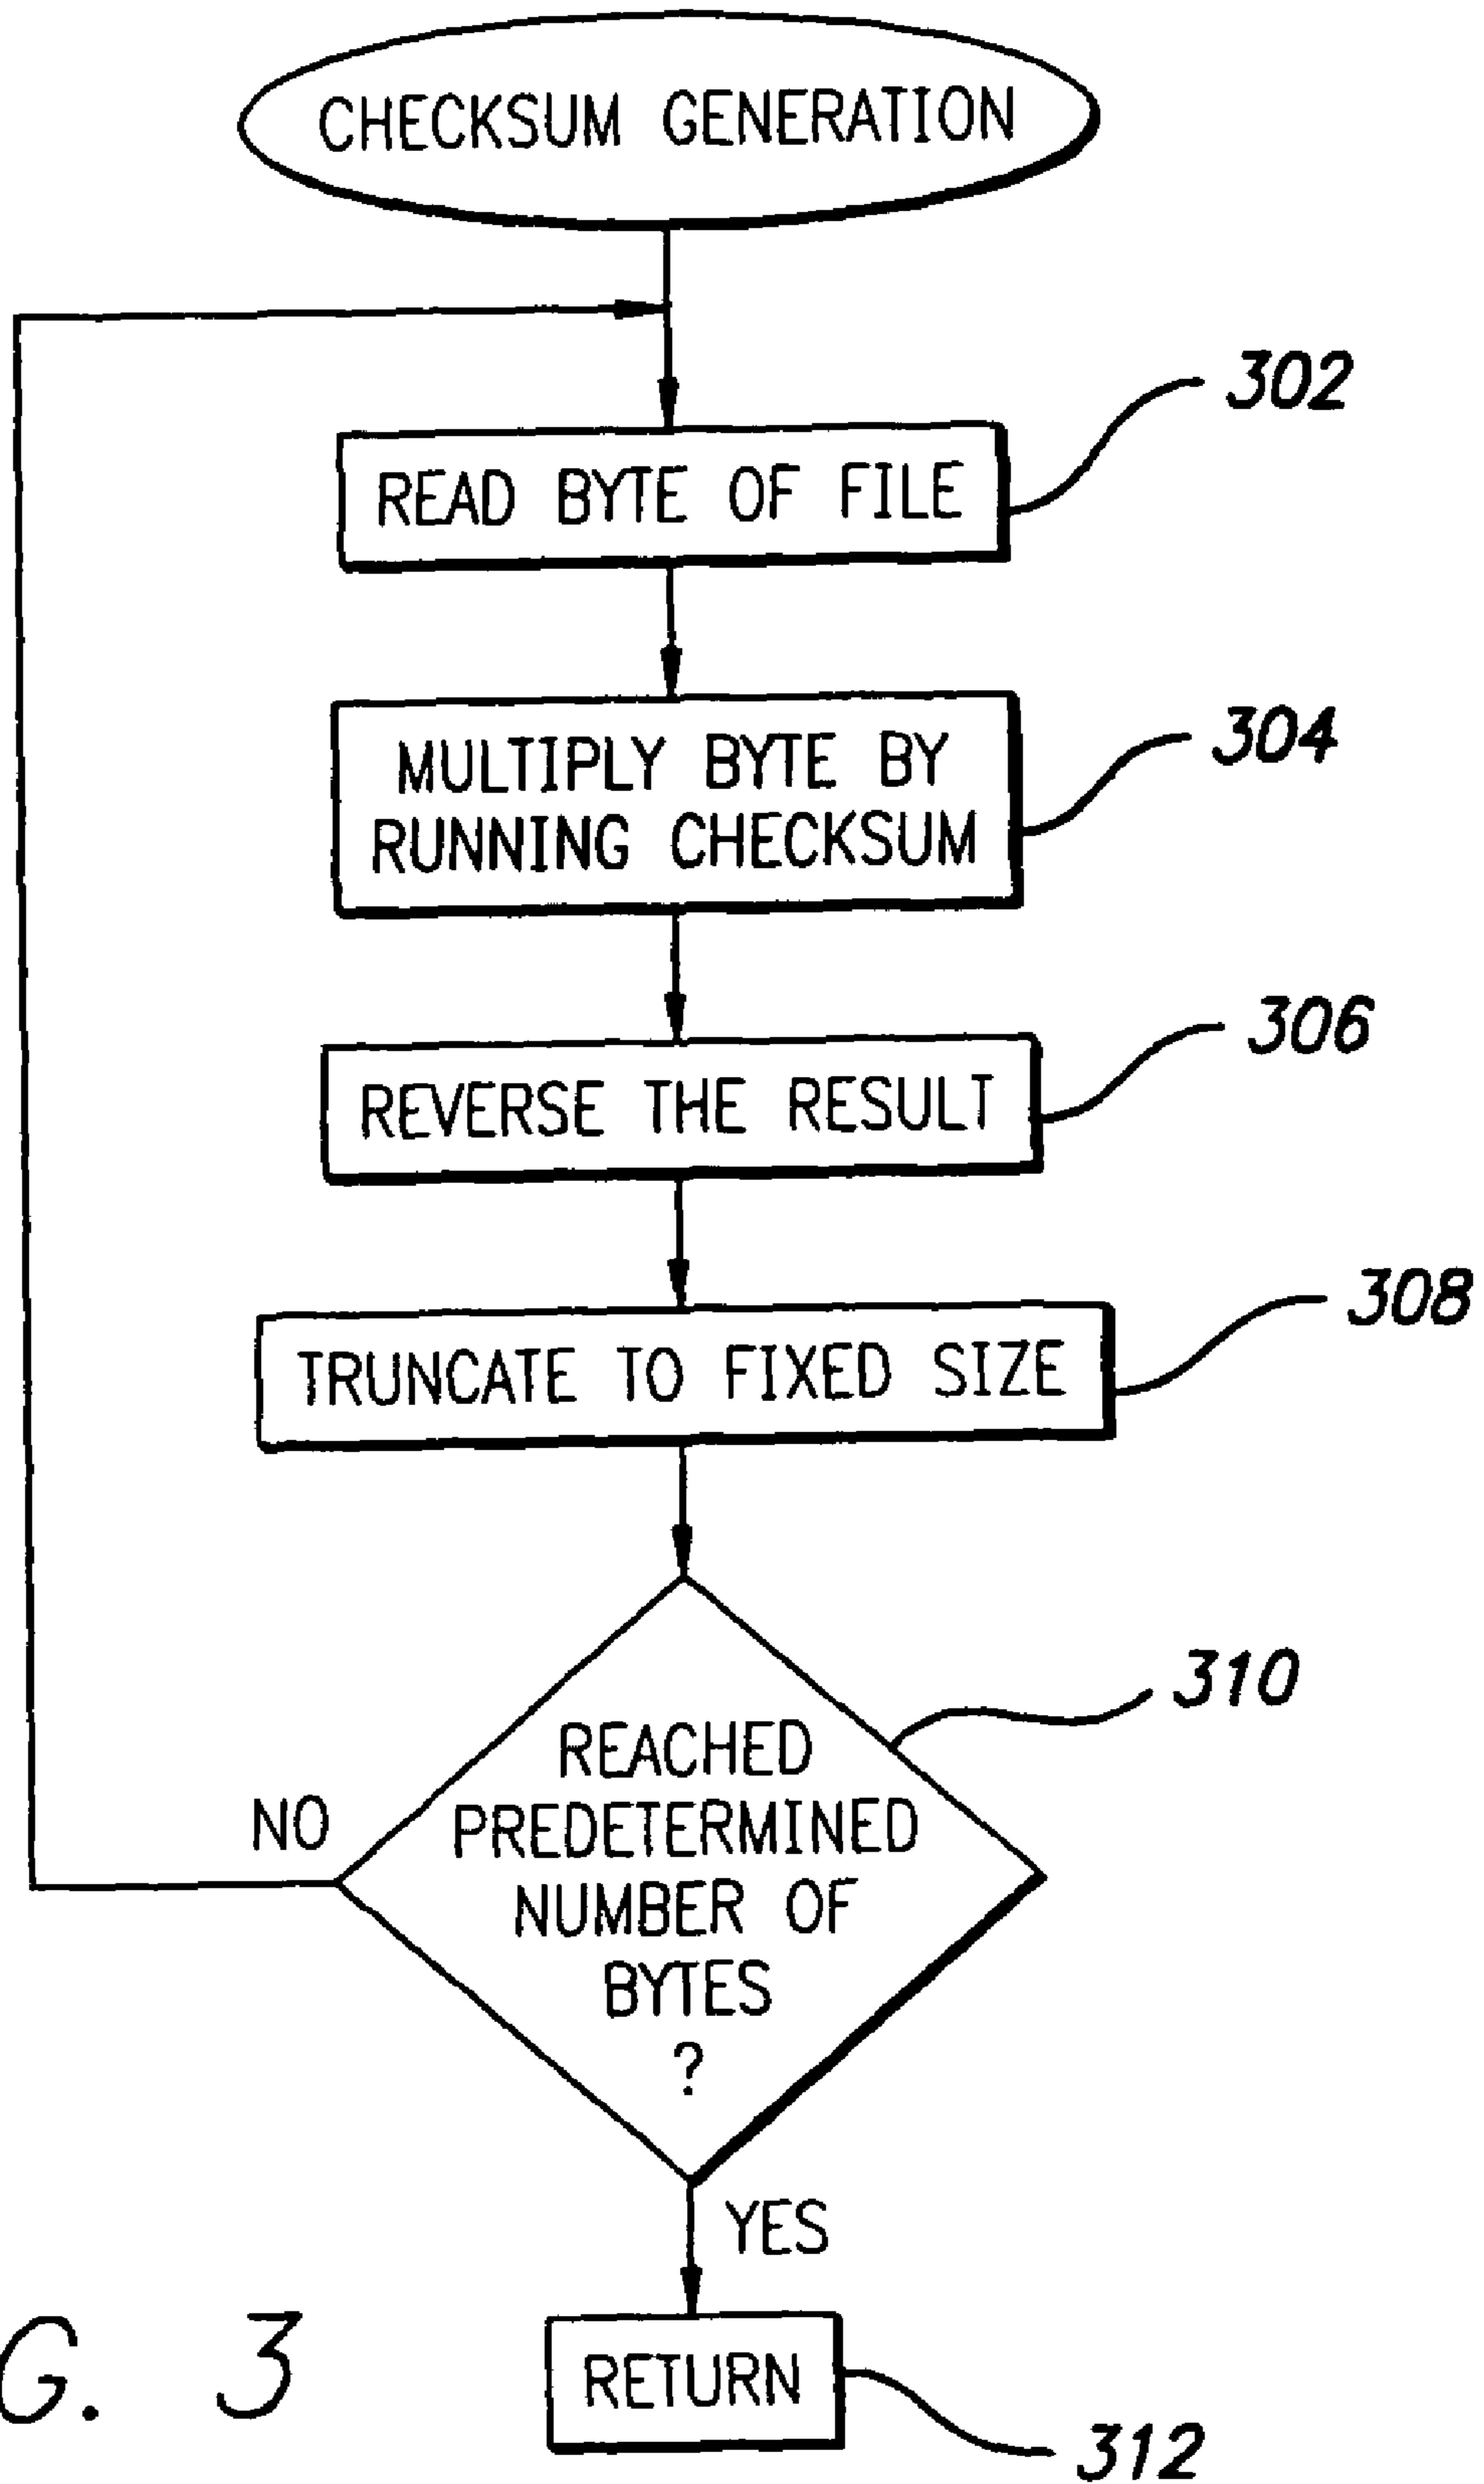 CHECKSUM GENERATION
302
READ BYTE OF FILE
304
MULTIPLY BYTE BY
RUNNING CHECKSUM
306
REVERSE THE RESULT
308
TRUNCATE TO FIXED SIZE
310
REACHED
PREDETERMINED
NUMBER OF
BYTES
?
NO
YES
RETURN
312
G. 3